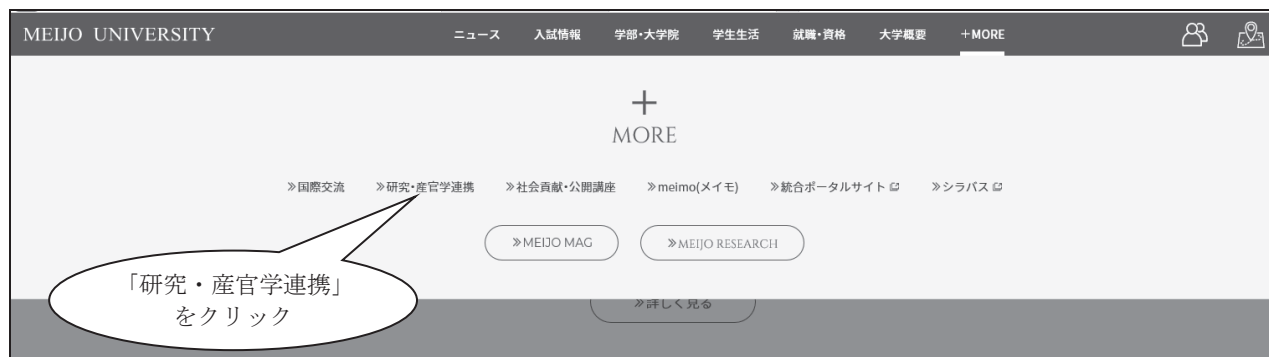 MEIJO UNIVERSITY ニュース 入試情報 学部・大学院 学生生活 就職・資格 大学概要 +MORE
+
MORE
≫国際交流 ≫研究・産官学連携 ≫社会貢献・公開講座 ≫meimo(メイモ) ≫統合ポータルサイト ≫シラバス
≫MEIJO MAG ≫MEIJO RESEARCH
「研究・産官学連携」
をクリック
≫詳しく見る